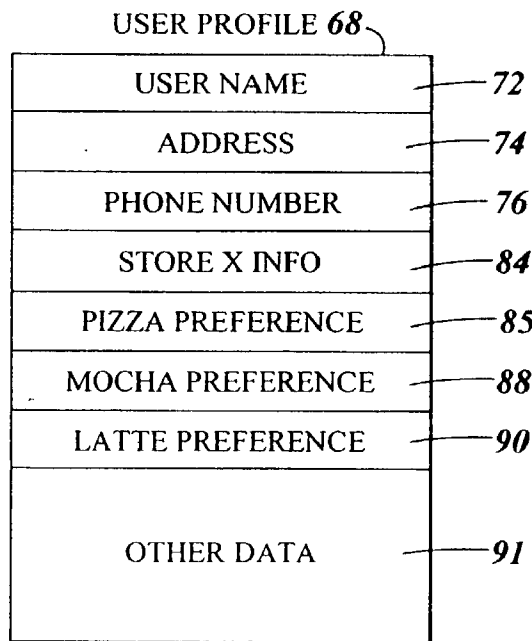 USER PROFILE 68
USER NAME 72
ADDRESS 74
PHONE NUMBER 76
STORE X INFO 84
PIZZA PREFERENCE 85
MOCHA PREFERENCE 88
LATTE PREFERENCE 90
OTHER DATA 91